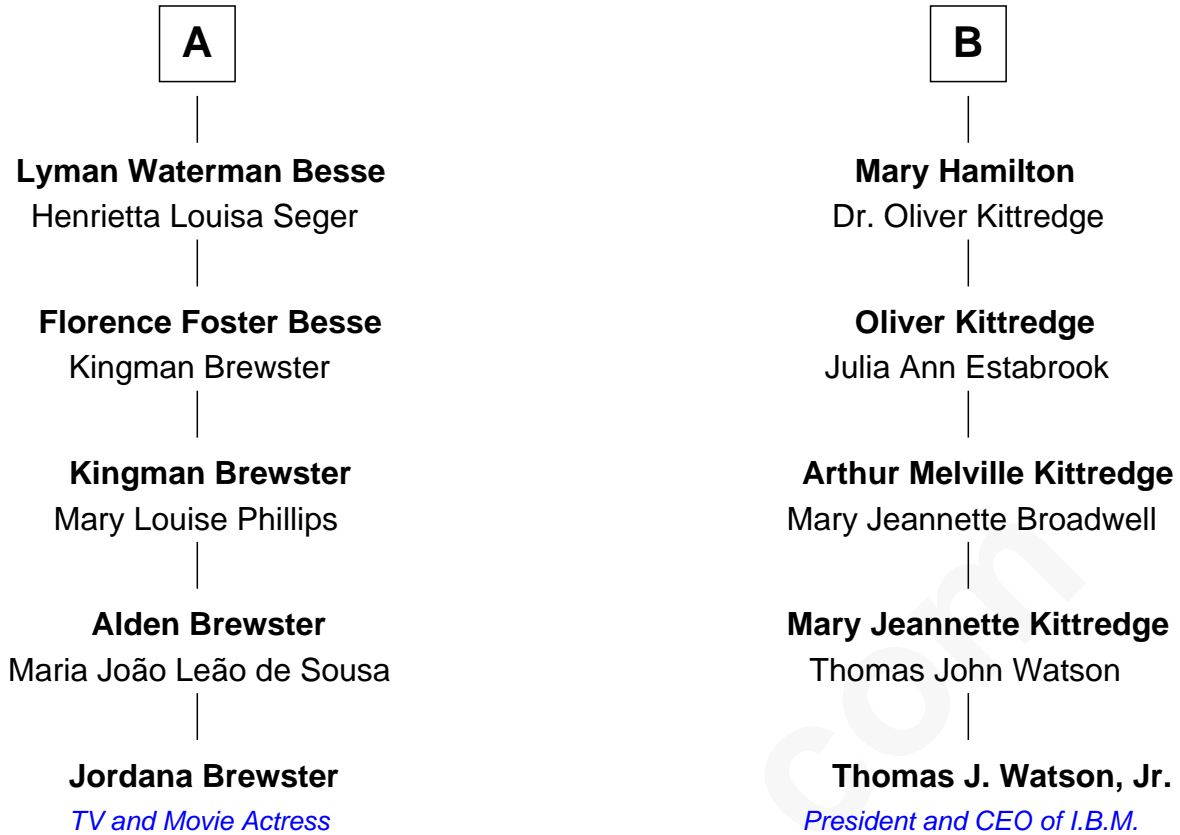 A
Lyman Waterman Besse
Henrietta Louisa Seger
Florence Foster Besse
Kingman Brewster
Kingman Brewster
Mary Louise Phillips
Alden Brewster
Maria João Leão de Sousa
Jordana Brewster
TV and Movie Actress
B
Mary Hamilton
Dr. Oliver Kittredge
Oliver Kittredge
Julia Ann Estabrook
Arthur Melville Kittredge
Mary Jeannette Broadwell
Mary Jeannette Kittredge
Thomas John Watson
Thomas J. Watson, Jr.
President and CEO of I.B.M.
com